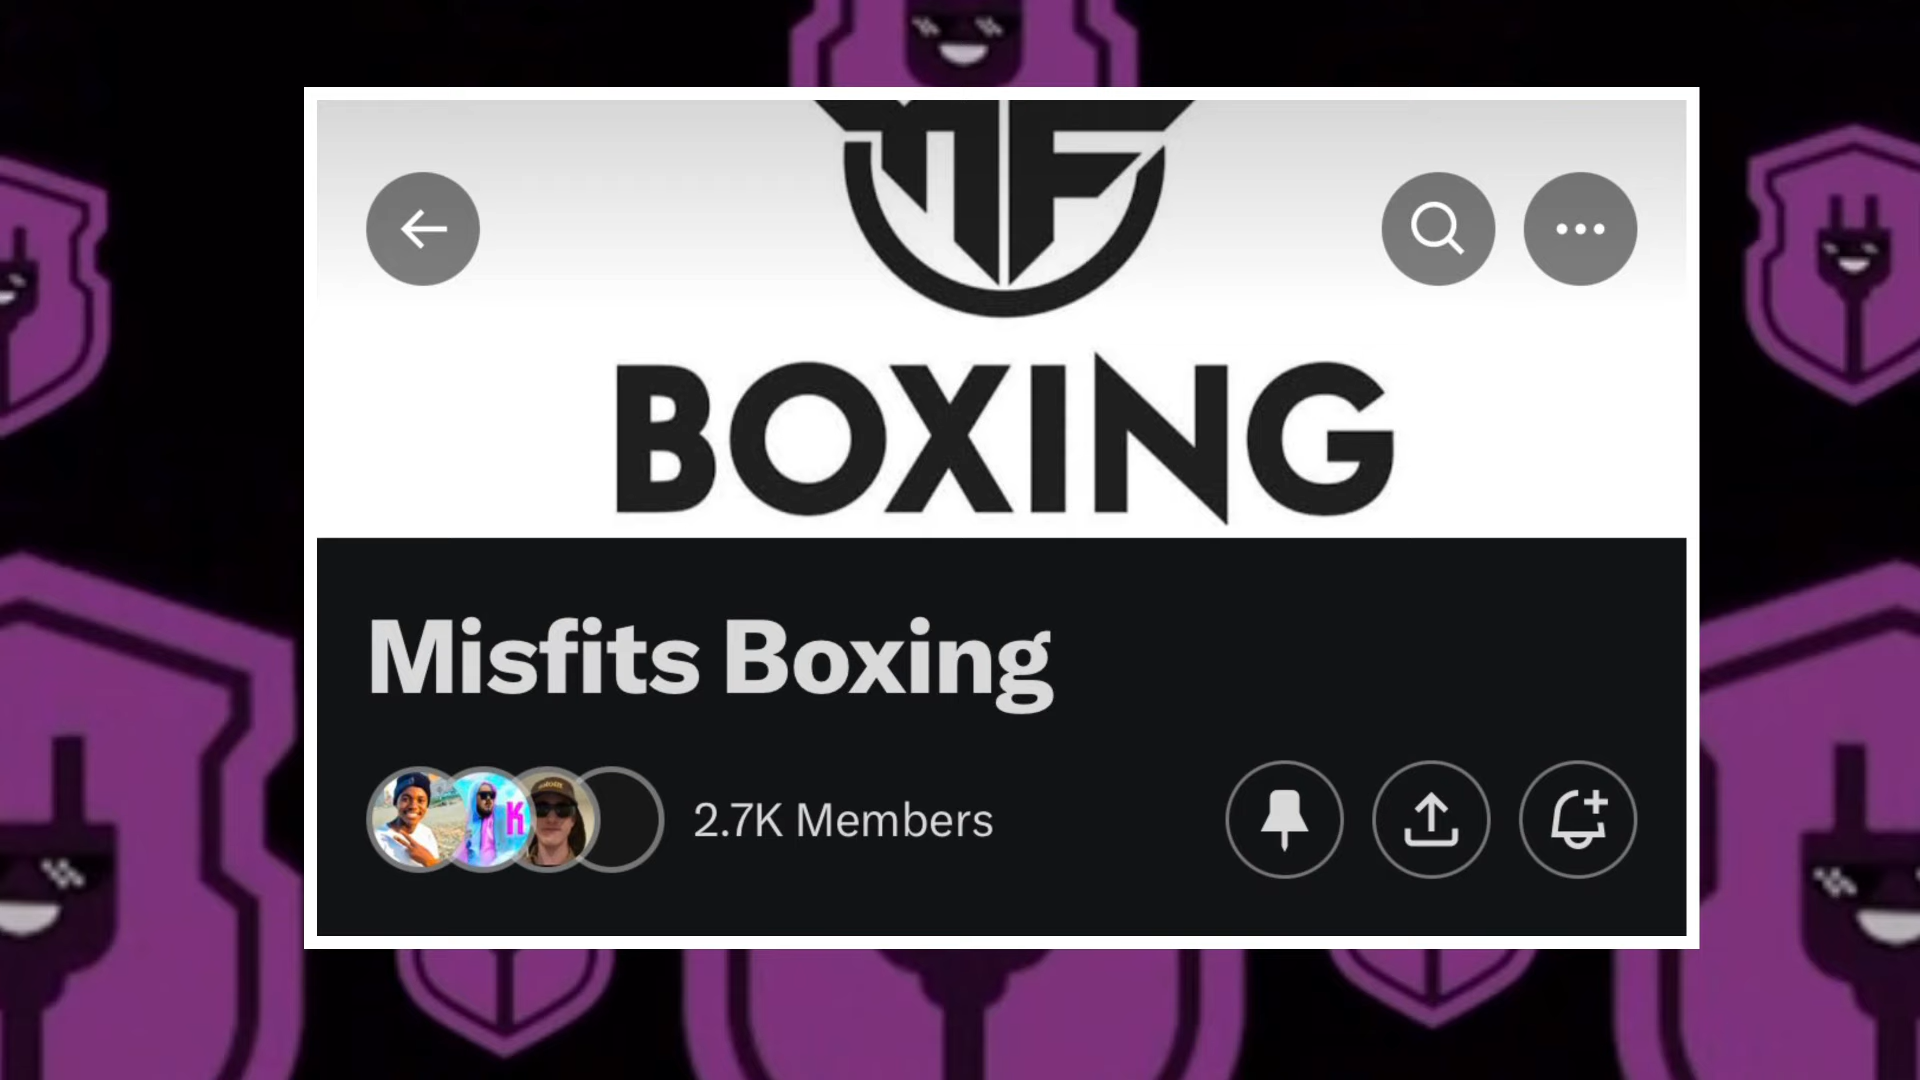 MF
BOXING
Misfits Boxing
K
2.7K Members